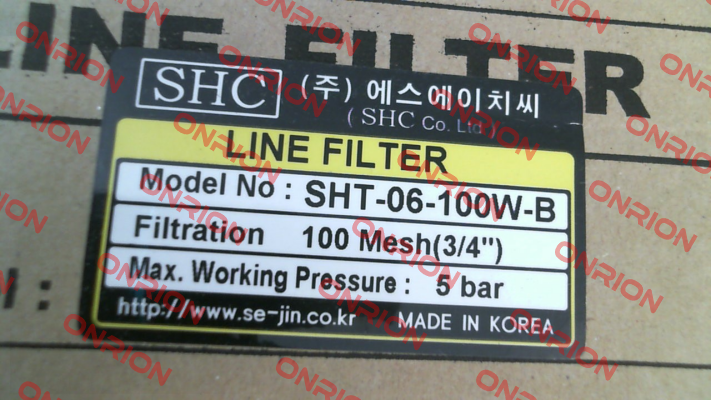 LINE FILTER
SHC (주) 에스에이치씨
( SHC Co. Ltd )
LINE FILTER
Model No : SHT-06-100W-B
Filtration 100 Mesh(3/4")
Max. Working Pressure : 5 bar
http://www.se-jin.co.kr MADE IN KOREA
ONRION